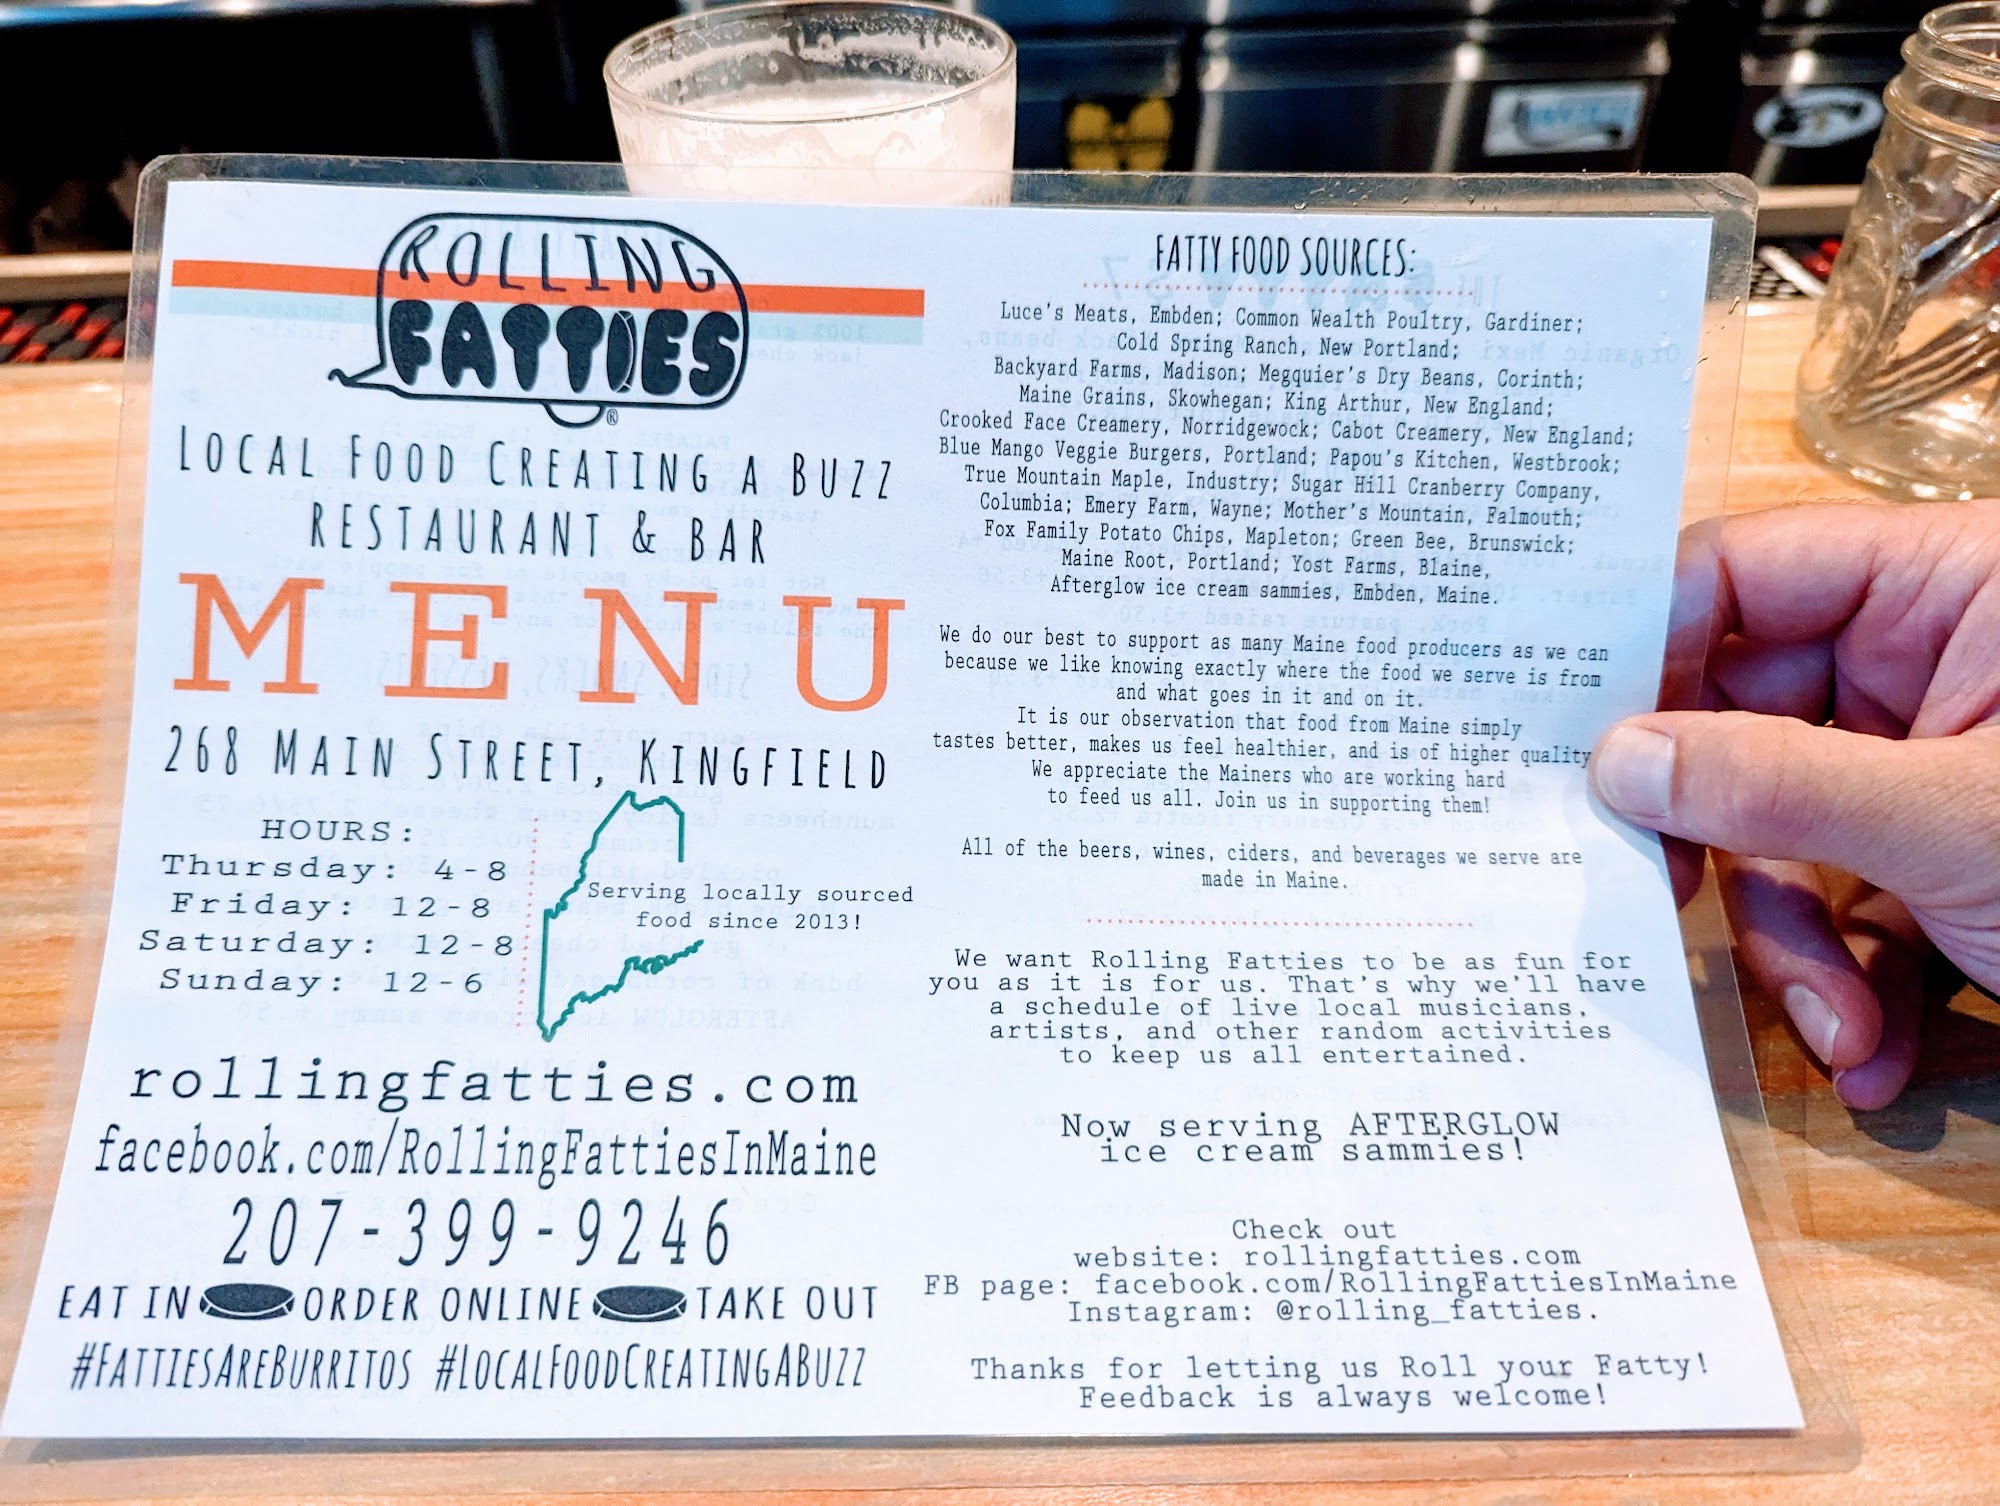 ROLLING
FATTIES
®
LOCAL FOOD CREATING A BUZZ
RESTAURANT & BAR
MENU
268 MAIN STREET, KINGFIELD
HOURS:
Thursday: 4-8
Friday: 12-8
Saturday: 12-8
Sunday: 12-6
Serving locally sourced
food since 2013!
rollingfatties.com
facebook.com/RollingFattiesInMaine
207-399-9246
EAT IN ORDER ONLINE TAKE OUT
#FATTIESAREBURRITOS #LOCALFOODCREATINGABUZZ
FATTY FOOD SOURCES:
Luce's Meats, Embden; Common Wealth Poultry, Gardiner;
Cold Spring Ranch, New Portland;
Backyard Farms, Madison; Megquier's Dry Beans, Corinth;
Maine Grains, Skowhegan; King Arthur, New England;
Crooked Face Creamery, Norridgewock; Cabot Creamery, New England;
Blue Mango Veggie Burgers, Portland; Papou's Kitchen, Westbrook;
True Mountain Maple, Industry; Sugar Hill Cranberry Company,
Columbia; Emery Farm, Wayne; Mother's Mountain, Falmouth;
Fox Family Potato Chips, Mapleton; Green Bee, Brunswick;
Maine Root, Portland; Yost Farms, Blaine,
Afterglow ice cream sammies, Embden, Maine.
We do our best to support as many Maine food producers as we can
because we like knowing exactly where the food we serve is from
and what goes in it and on it.
It is our observation that food from Maine simply
tastes better, makes us feel healthier, and is of higher quality
We appreciate the Mainers who are working hard
to feed us all. Join us in supporting them!
All of the beers, wines, ciders, and beverages we serve are
made in Maine.
We want Rolling Fatties to be as fun for
you as it is for us. That's why we'll have
a schedule of live local musicians,
artists, and other random activities
to keep us all entertained.
Now serving AFTERGLOW
ice cream sammies!
Check out
website: rollingfatties.com
FB page: facebook.com/RollingFattiesInMaine
Instagram: @rolling_fatties.
Thanks for letting us Roll your Fatty!
Feedback is always welcome!